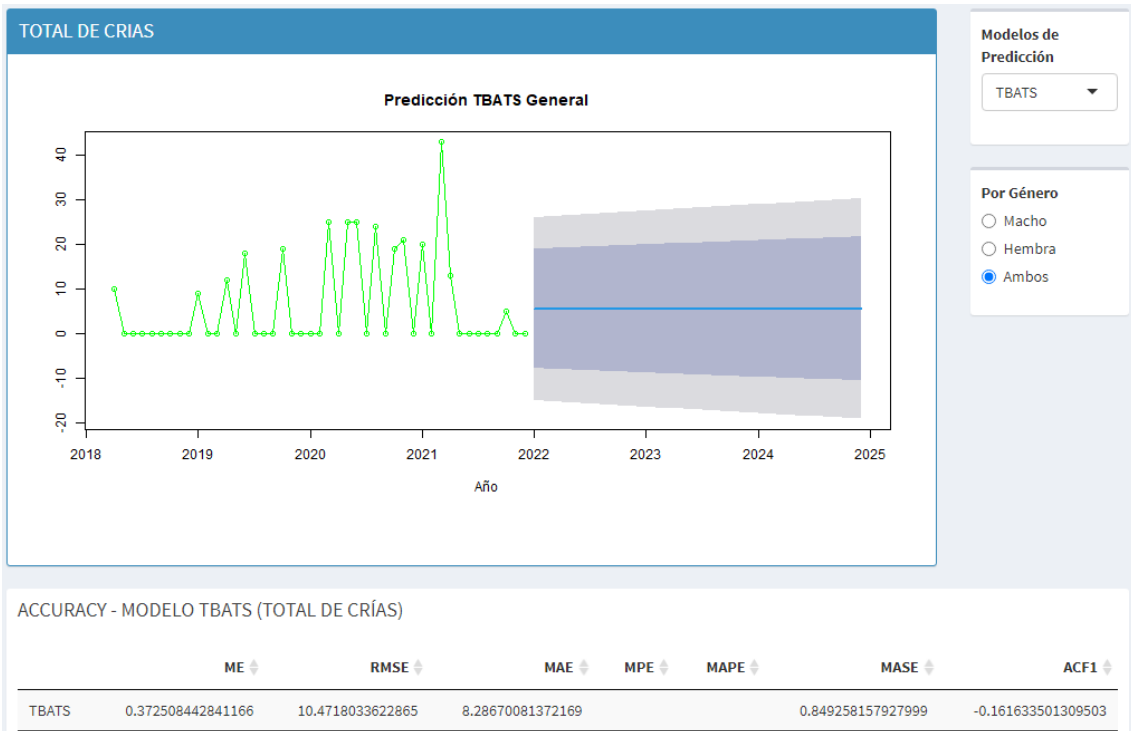 TOTAL DE CRIAS
Predicción TBATS General
40
30
20
10
0
-10
-20
2018 2019 2020 2021 2022 2023 2024 2025
Año
Modelos de
Predicción
TBATS
Por Género
Macho
Hembra
Ambos
ACCURACY - MODELO TBATS (TOTAL DE CRÍAS)
ME RMSE MAE MPE MAPE MASE ACF1
TBATS 0.372508442841166 10.4718033622865 8.28670081372169 0.849258157927999 -0.161633501309503